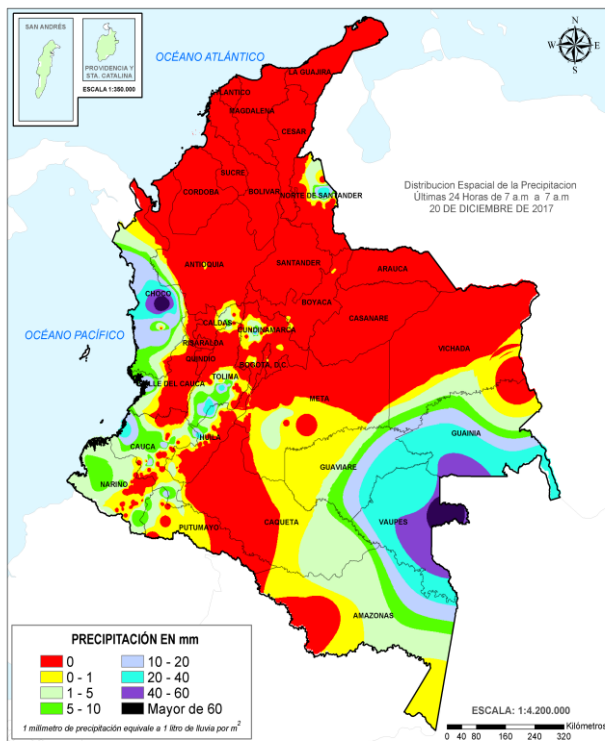 SAN ANDRÉS
PROVIDENCIA Y
STA. CATALINA
ESCALA 1:350.000
OCÉANO ATLÁNTICO
N
W E
S
LA GUAJIRA
ATLANTICO
MAGDALENA
CESAR
SUCRE
CORDOBA
BOLIVAR
NORTE DE SANTANDER
Distribucion Espacial de la Precipitacion
Últimas 24 Horas de 7 a.m a 7 a.m
20 DE DICIEMBRE DE 2017
ANTIOQUIA
SANTANDER
ARAUCA
CHOCO
BOYACA
CASANARE
OCÉANO PACÍFICO
CALDAS
CUNDINAMARCA
RISARALDA
VICHADA
QUINDIO
BOGOTA, D.C.
TOLIMA
VALLE DEL CAUCA
META
GUAINIA
CAUCA
HUILA
GUAVIARE
NARIÑO
VAUPES
PUTUMAYO
CAQUETA
AMAZONAS
PRECIPITACIÓN EN mm
0
0 - 1
1 - 5
5 - 10
10 - 20
20 - 40
40 - 60
Mayor de 60
1 milímetro de precipitación equivale a 1 litro de lluvia por m²
ESCALA: 1:4.200.000
Kilómetros
0 40 80 160 240 320